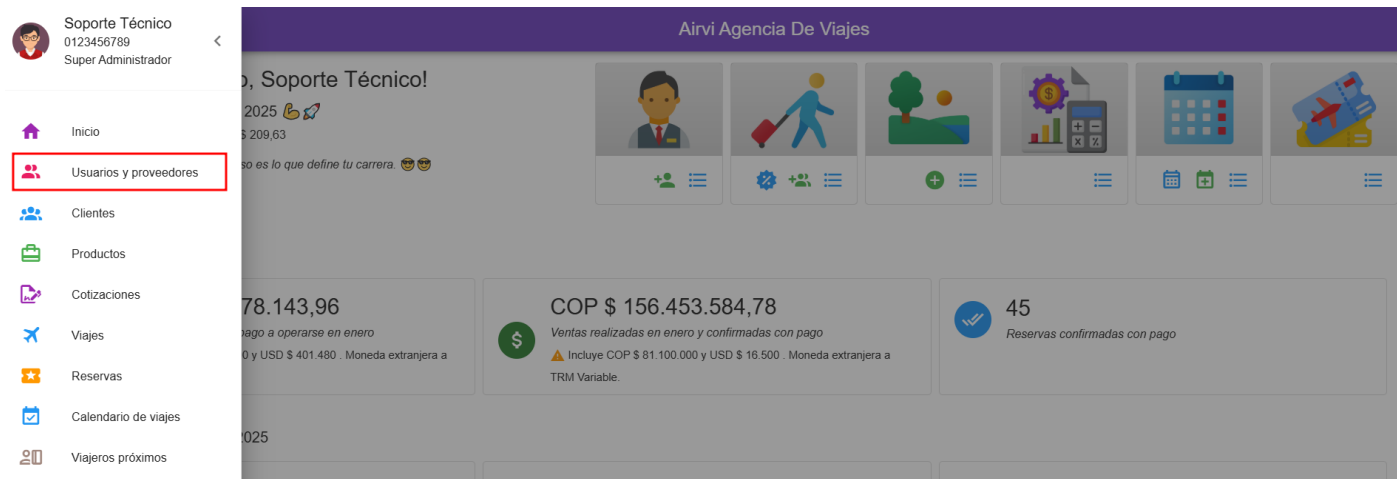 Soporte Técnico
0123456789
Super Administrador
Inicio
Usuarios y proveedores
Clientes
Productos
Cotizaciones
Viajes
Reservas
Calendario de viajes
Viajeros próximos
Airvi Agencia De Viajes
o, Soporte Técnico!
2025 💪🚀
$ 209,63
so es lo que define tu carrera. 😎😎
78.143,96
pago a operarse en enero
0 y USD $ 401.480 . Moneda extranjera a
COP $ 156.453.584,78
Ventas realizadas en enero y confirmadas con pago
Incluye COP $ 81.100.000 y USD $ 16.500 . Moneda extranjera a
TRM Variable.
45
Reservas confirmadas con pago
2025